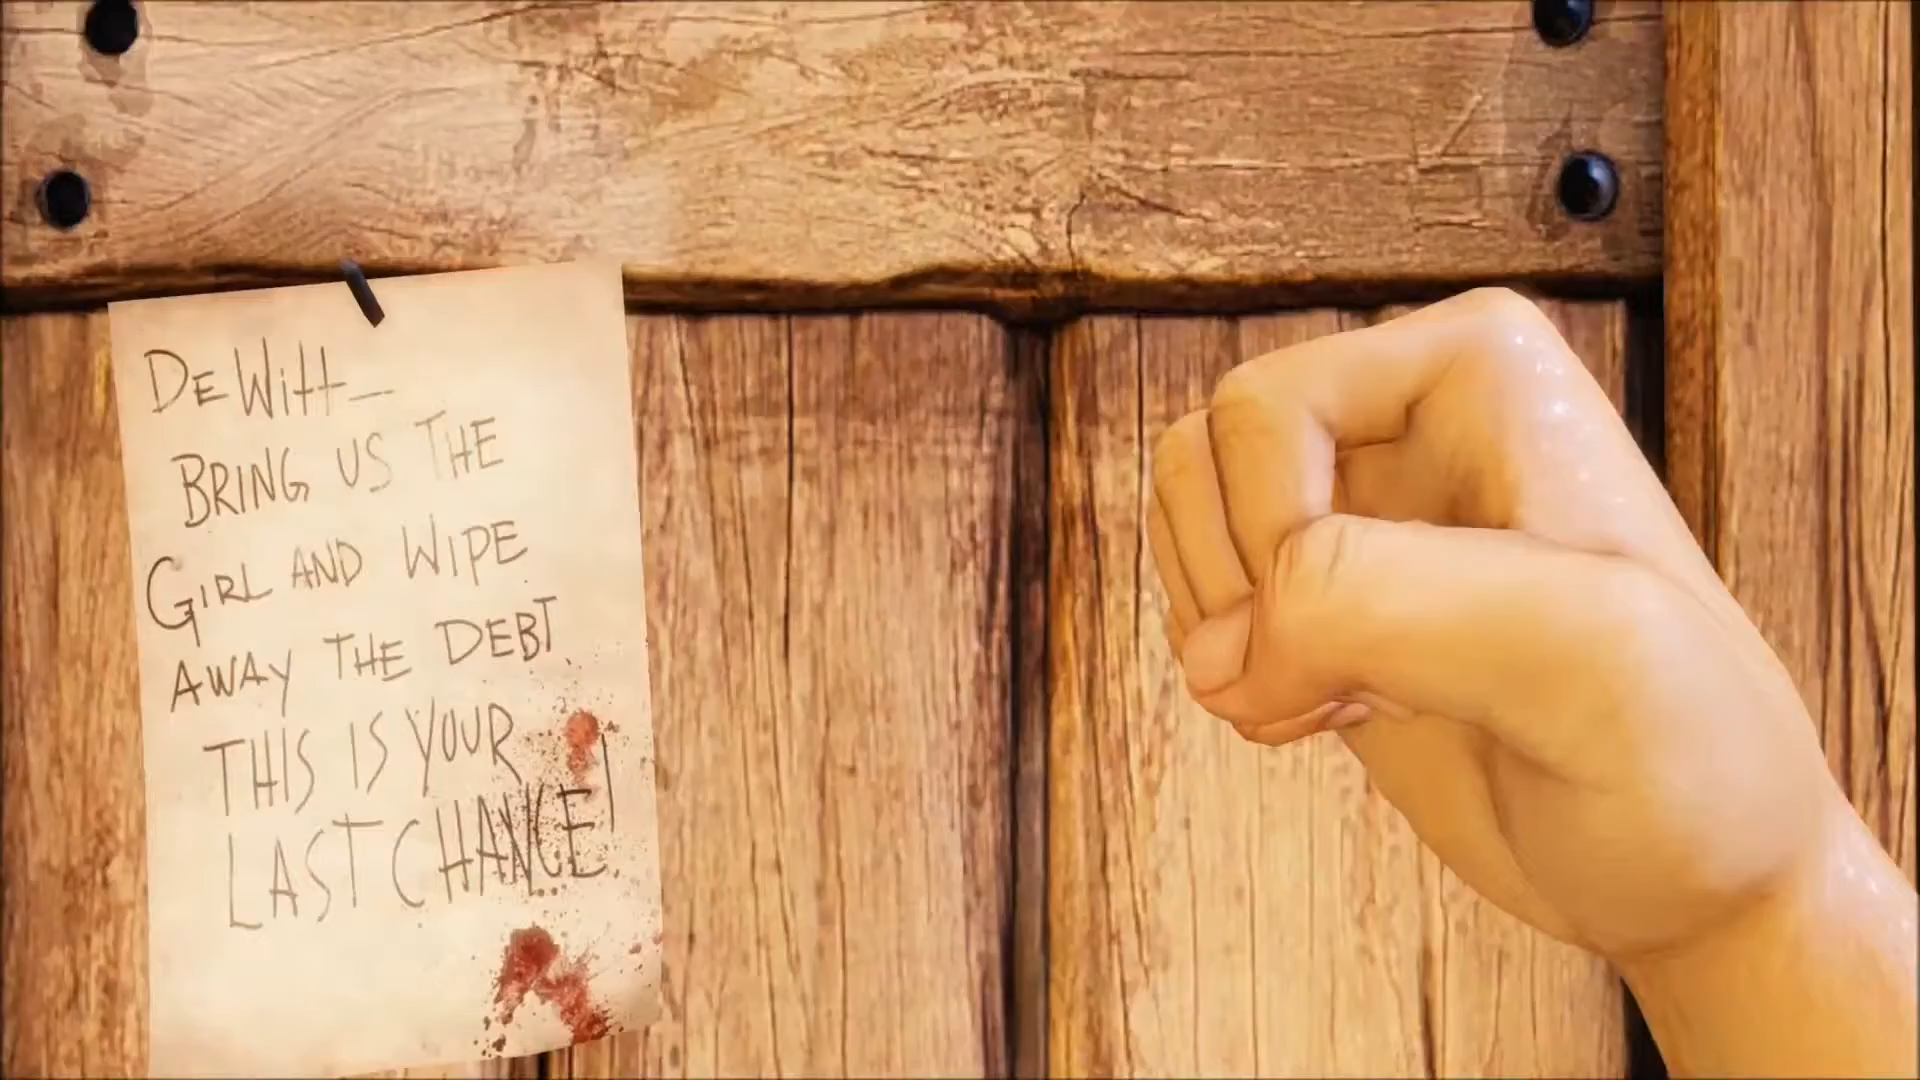 DEWitt—
BRING US THE
GIRL AND WIPE
AWAY THE DEBT
THIS IS YOUR
LAST CHANCE!